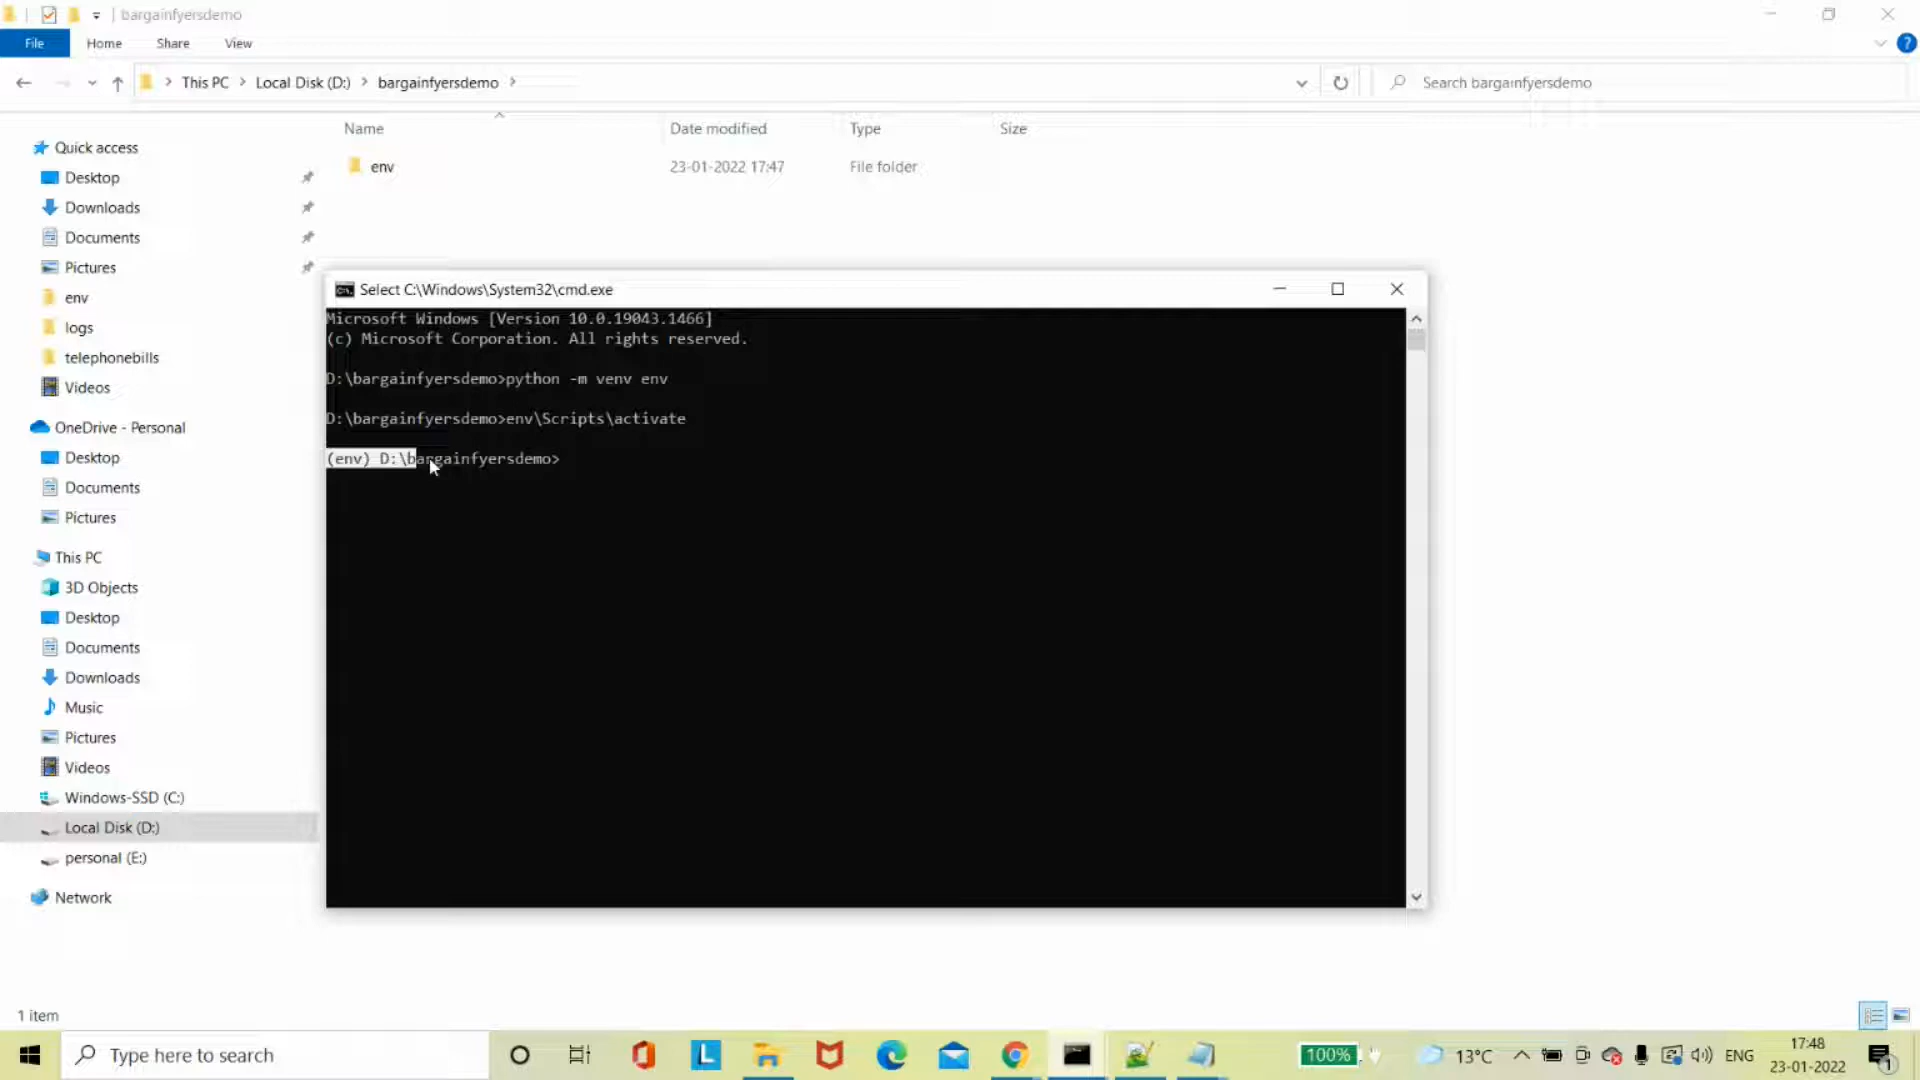 bargainfyersdemo
File Home Share View
This PC Local Disk (D:) bargainfyersdemo
Search bargainfyersdemo
Name Date modified Type Size
env 23-01-2022 17:47 File folder
Quick access
Desktop
Downloads
Documents
Pictures
env
logs
telephonebills
Videos
OneDrive - Personal
Desktop
Documents
Pictures
This PC
3D Objects
Desktop
Documents
Downloads
Music
Pictures
Videos
Windows-SSD (C:)
Local Disk (D:)
personal (E:)
Network
1 item
Select C:\Windows\System32\cmd.exe
Microsoft Windows [Version 10.0.19043.1466]
(c) Microsoft Corporation. All rights reserved.
D:\bargainfyersdemo>python -m venv env
D:\bargainfyersdemo>env\Scripts\activate
(env) D:\bargainfyersdemo>
Type here to search
L
100%
13°C
ENG
17:48
23-01-2022
1